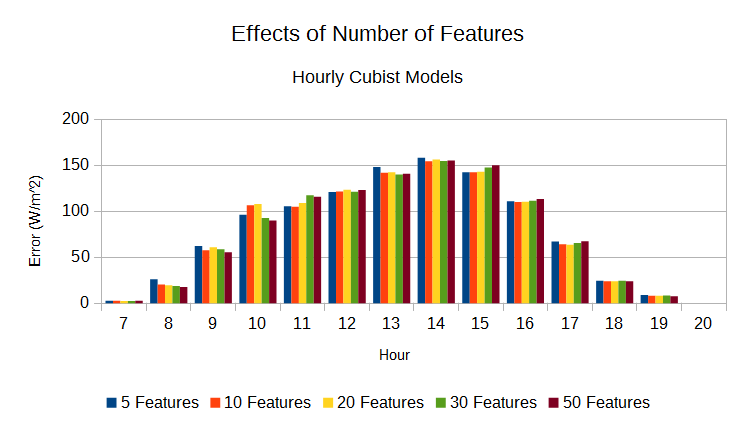 Effects of Number of Features
Hourly Cubist Models
200
150
100
50
0
Error (W/m^2)
7 8 9 10 11 12 13 14 15 16 17 18 19 20
Hour
5 Features 10 Features 20 Features 30 Features 50 Features